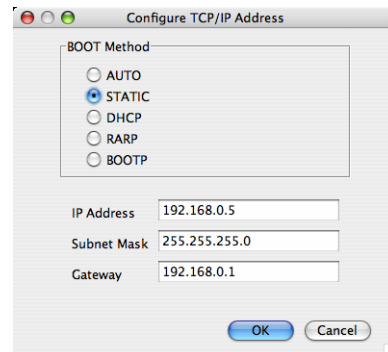 Configure TCP/IP Address
BOOT Method
AUTO
STATIC
DHCP
RARP
BOOTP
IP Address 192.168.0.5
Subnet Mask 255.255.255.0
Gateway 192.168.0.1
OK Cancel